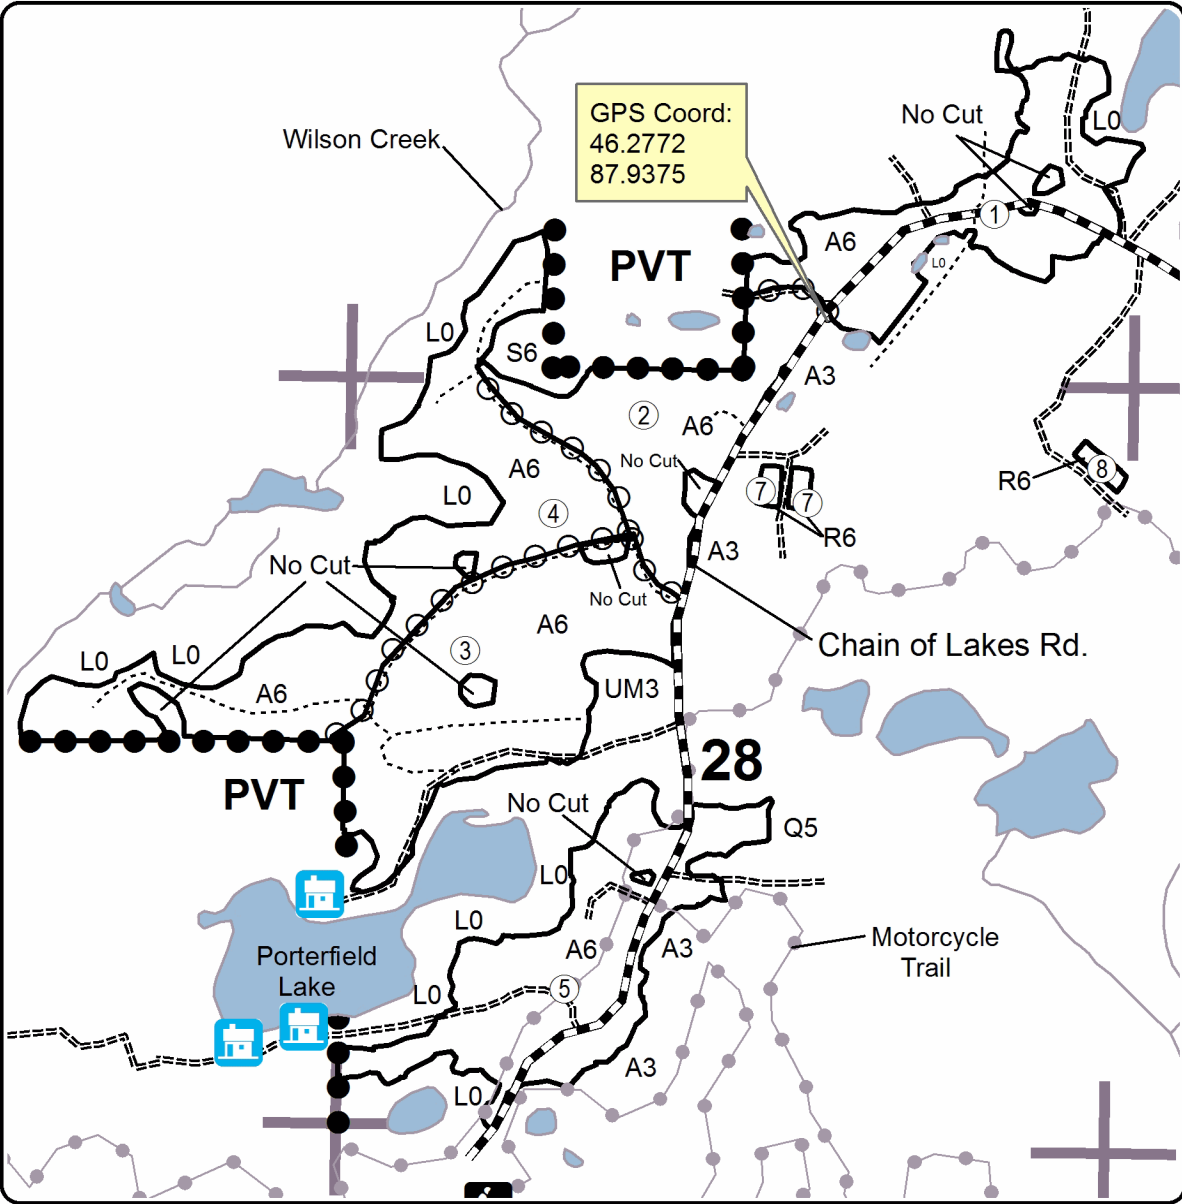 GPS Coord:
46.2772
87.9375
No Cut
L0
Wilson Creek
1
A6
PVT
L0
L0
S6
A3
2
A6
No Cut
A6
R6
8
L0
7
7
4
R6
A3
No Cut
No Cut
A6
Chain of Lakes Rd.
3
L0
L0
A6
UM3
28
PVT
No Cut
Q5
L0
L0
A6
A3
Motorcycle
Trail
Porterfield
Lake
L0
5
A3
L0